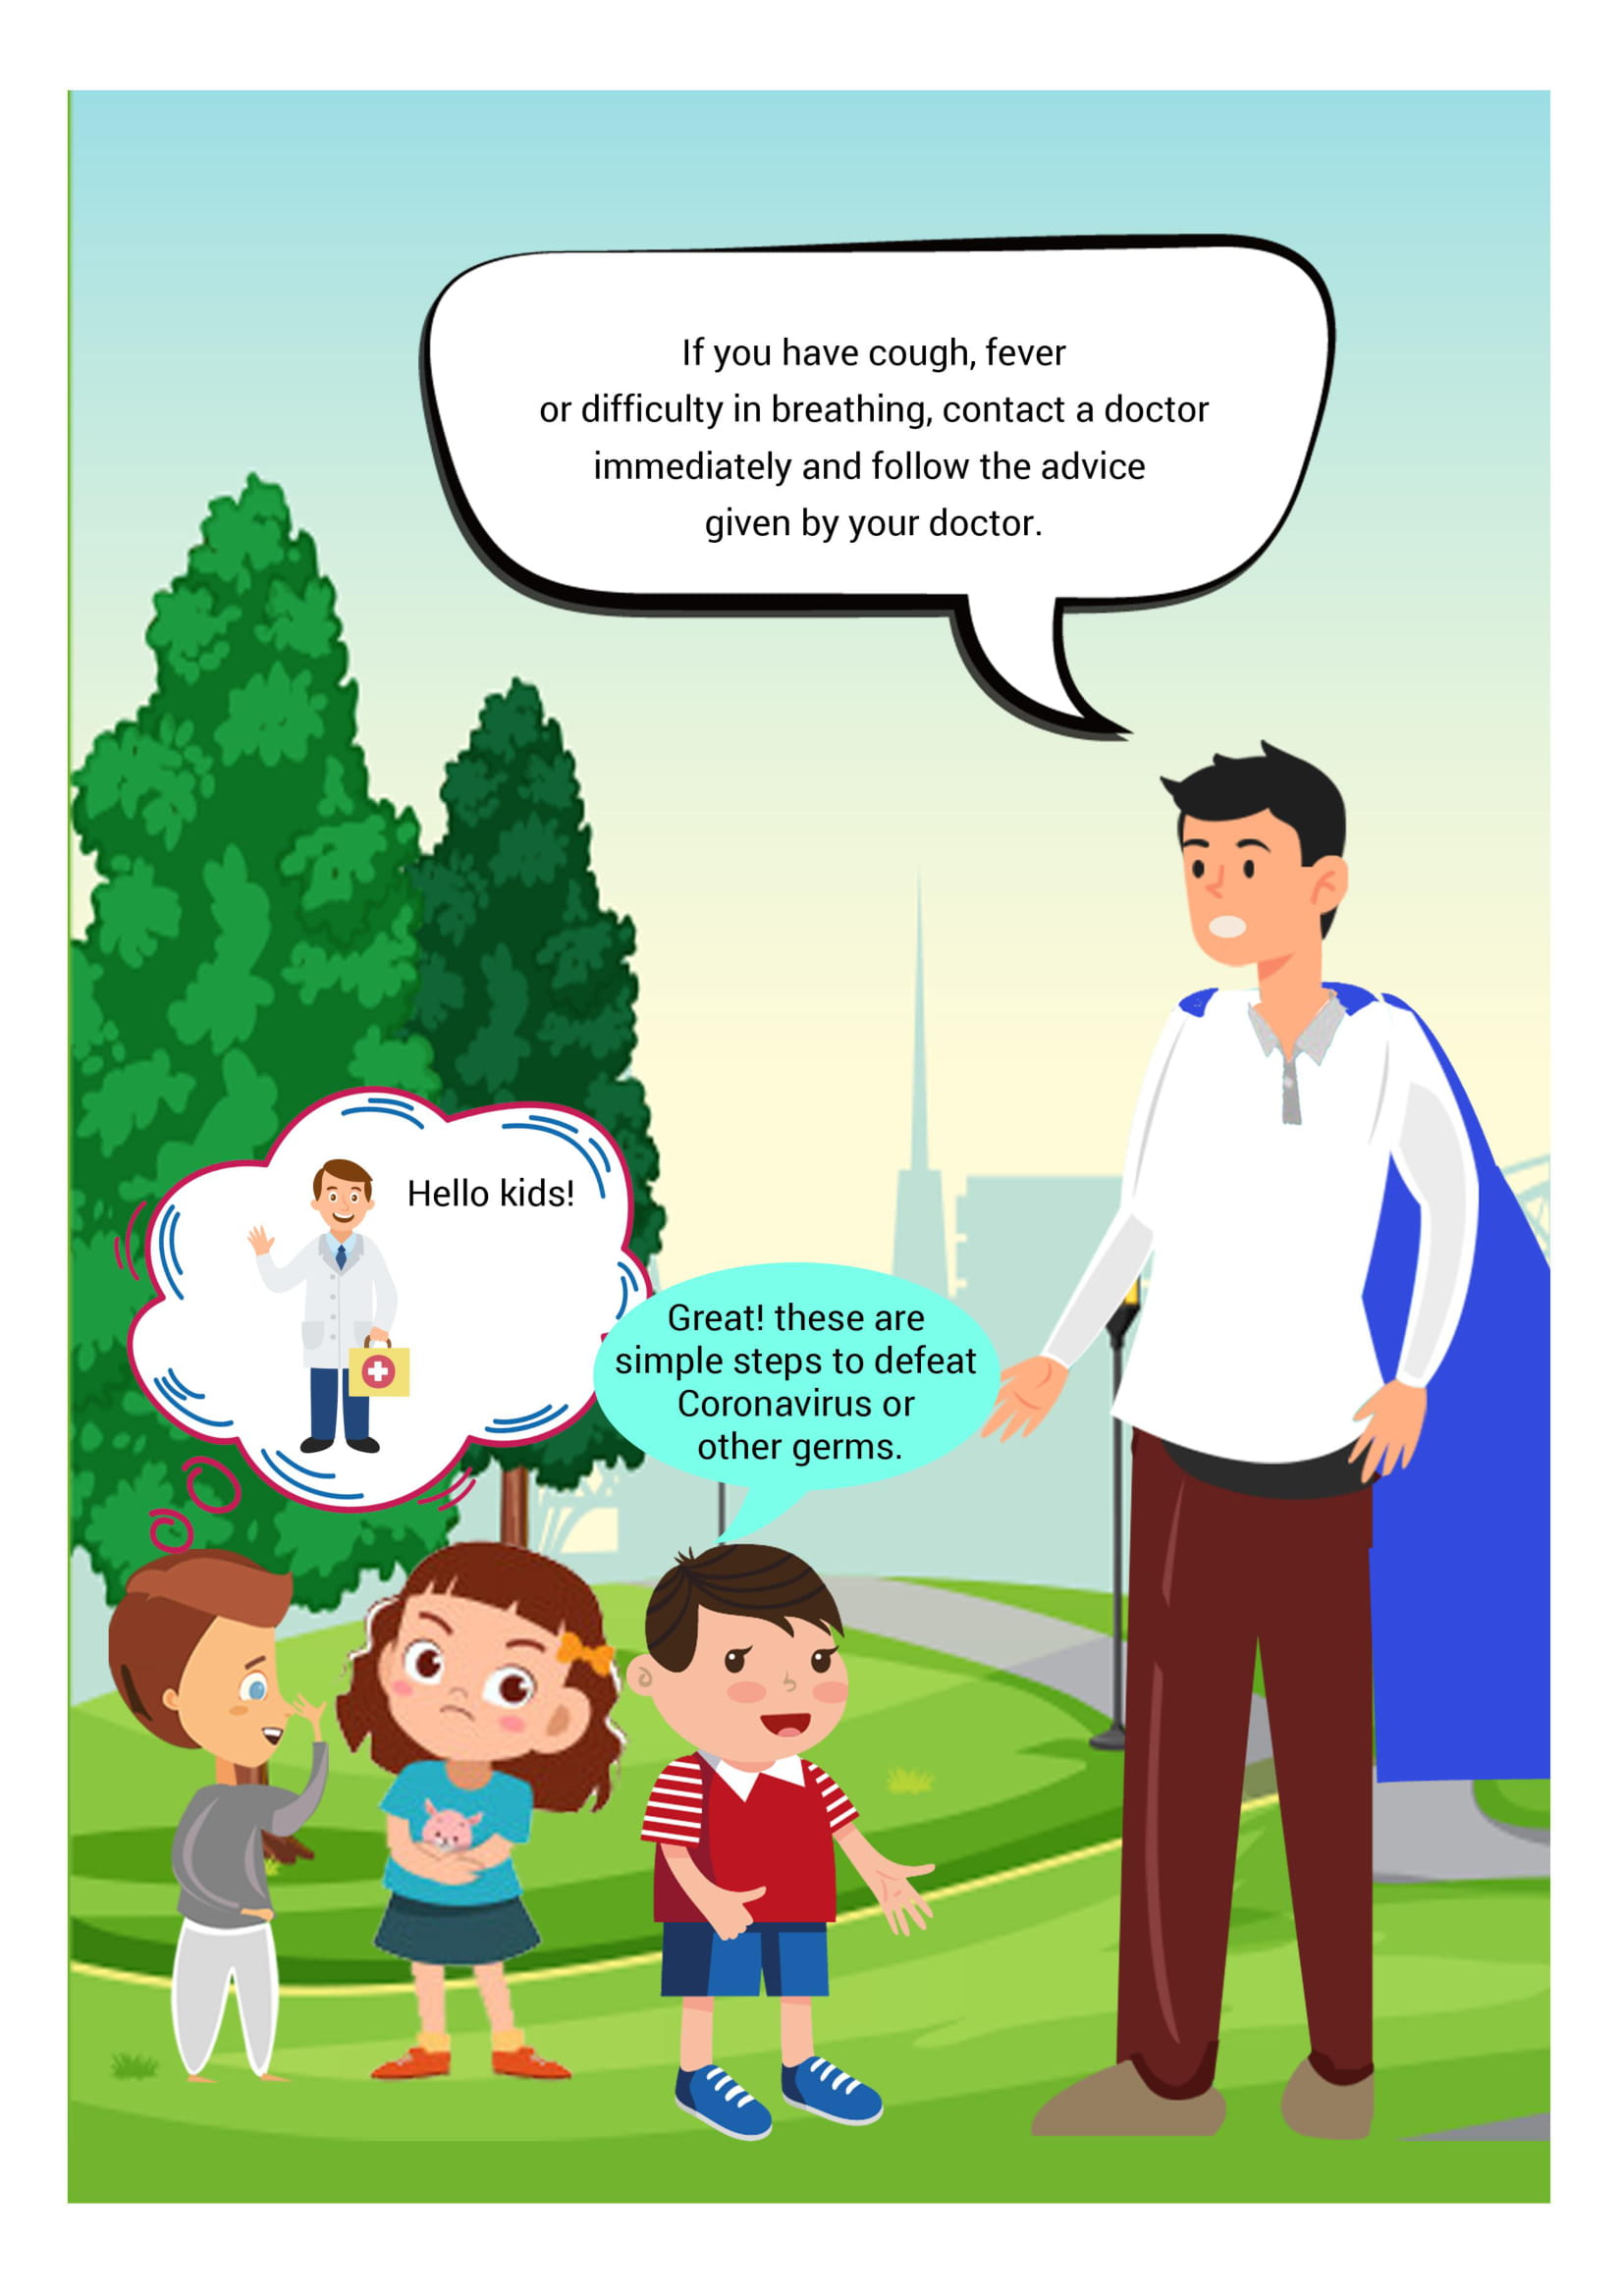 If you have cough, fever
or difficulty in breathing, contact a doctor
immediately and follow the advice
given by your doctor.
Hello kids!
Great! these are
simple steps to defeat
Coronavirus or
other germs.